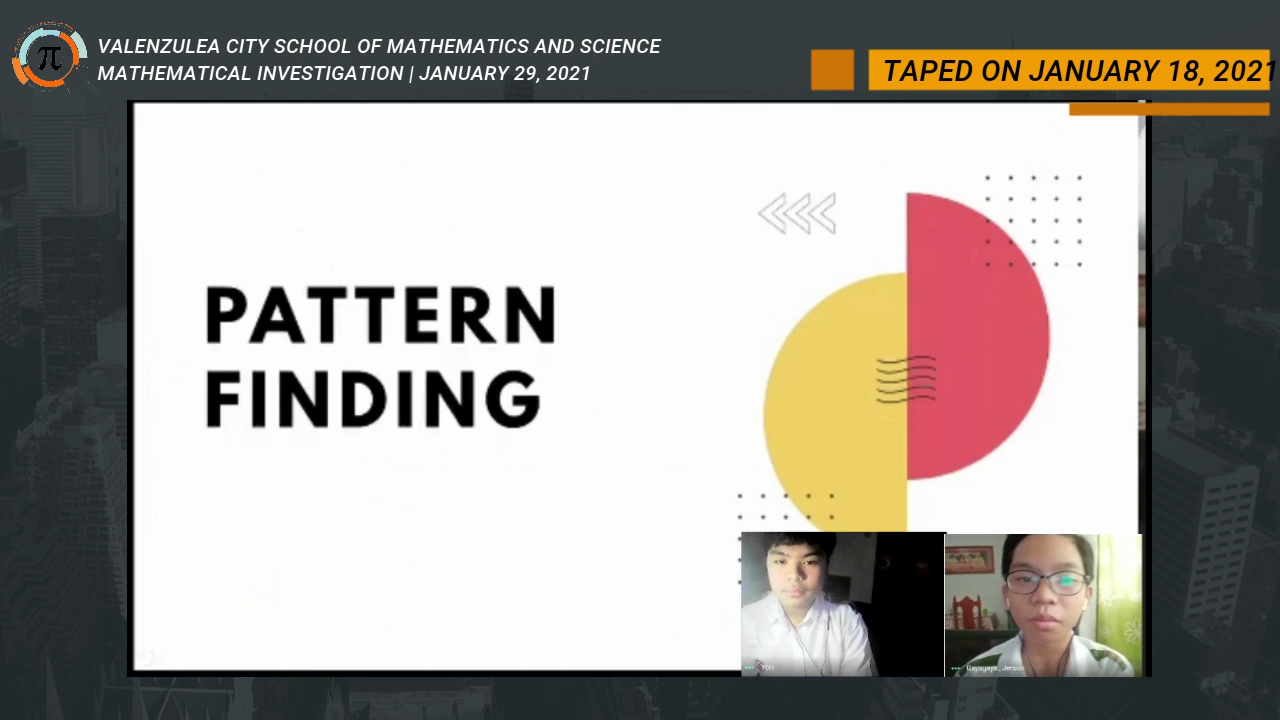 VALENZULEA CITY SCHOOL OF MATHEMATICS AND SCIENCE
MATHEMATICAL INVESTIGATION | JANUARY 29, 2021
TAPED ON JANUARY 18, 2021
π
PATTERN
FINDING
You